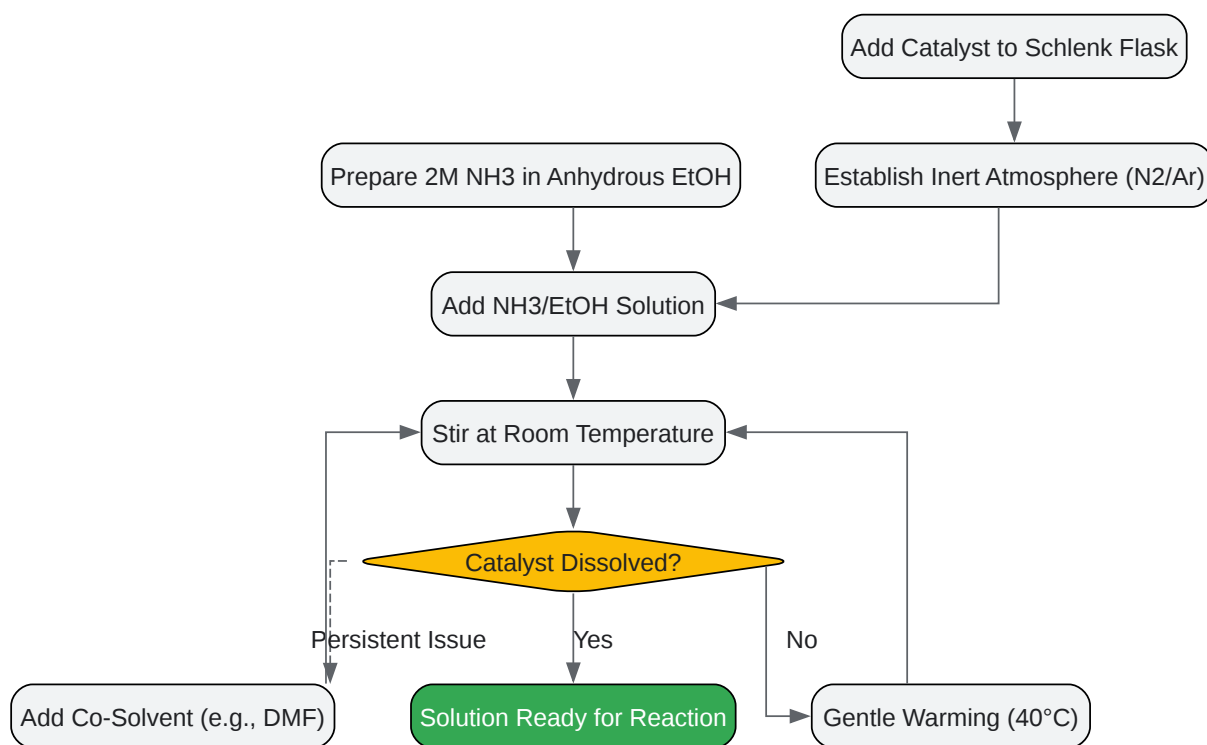 Add Catalyst to Schlenk Flask
Prepare 2M NH3 in Anhydrous EtOH
Establish Inert Atmosphere (N2/Ar)
Add NH3/EtOH Solution
Stir at Room Temperature
Catalyst Dissolved?
Persistent Issue
Yes
No
Add Co-Solvent (e.g., DMF)
Solution Ready for Reaction
Gentle Warming (40°C)